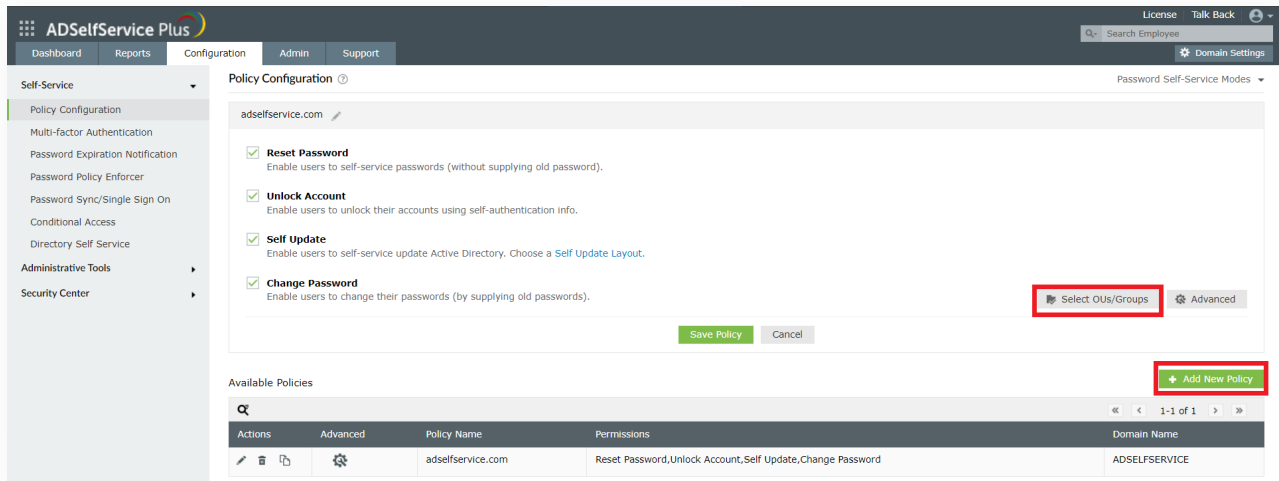 License Talk Back
ADSelfService Plus
Search Employee
Dashboard Reports Configuration Admin Support
Domain Settings
Self-Service
Policy Configuration
Multi-factor Authentication
Password Expiration Notification
Password Policy Enforcer
Password Sync/Single Sign On
Conditional Access
Directory Self Service
Administrative Tools
Security Center
Policy Configuration ?
Password Self-Service Modes
adselfservice.com
Reset Password
Enable users to self-service passwords (without supplying old password).
Unlock Account
Enable users to unlock their accounts using self-authentication info.
Self Update
Enable users to self-service update Active Directory. Choose a Self Update Layout.
Change Password
Enable users to change their passwords (by supplying old passwords).
Select OUs/Groups
Advanced
Save Policy Cancel
Available Policies
+ Add New Policy
« < 1-1 of 1 > »
Actions Advanced Policy Name Permissions Domain Name
adselfservice.com Reset Password,Unlock Account,Self Update,Change Password ADSELFSERVICE